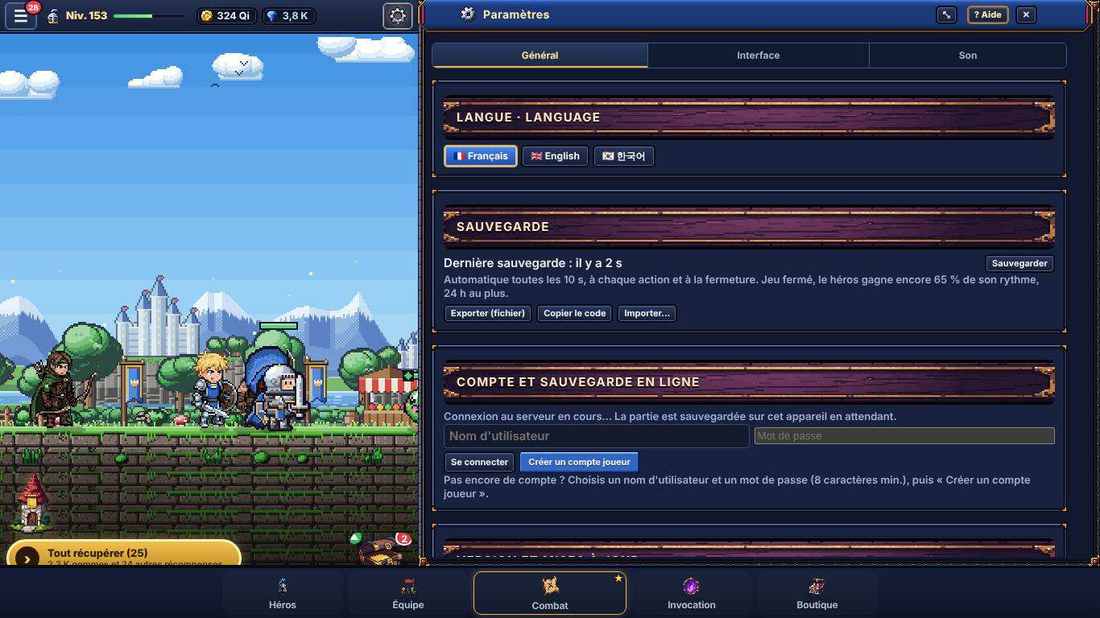 28
Niv. 153
324 Qi
3,8 K
Paramètres
? Aide
Général
Interface
Son
LANGUE · LANGUAGE
Français
English
한국어
SAUVEGARDE
Dernière sauvegarde : il y a 2 s
Sauvegarder
Automatique toutes les 10 s, à chaque action et à la fermeture. Jeu fermé, le héros gagne encore 65 % de son rythme,
24 h au plus.
Exporter (fichier)
Copier le code
Importer...
COMPTE ET SAUVEGARDE EN LIGNE
Connexion au serveur en cours... La partie est sauvegardée sur cet appareil en attendant.
Nom d'utilisateur
Mot de passe
Se connecter
Créer un compte joueur
Pas encore de compte ? Choisis un nom d'utilisateur et un mot de passe (8 caractères min.), puis « Créer un compte
joueur ».
Tout récupérer (25)
2
Héros
Équipe
Combat
Invocation
Boutique